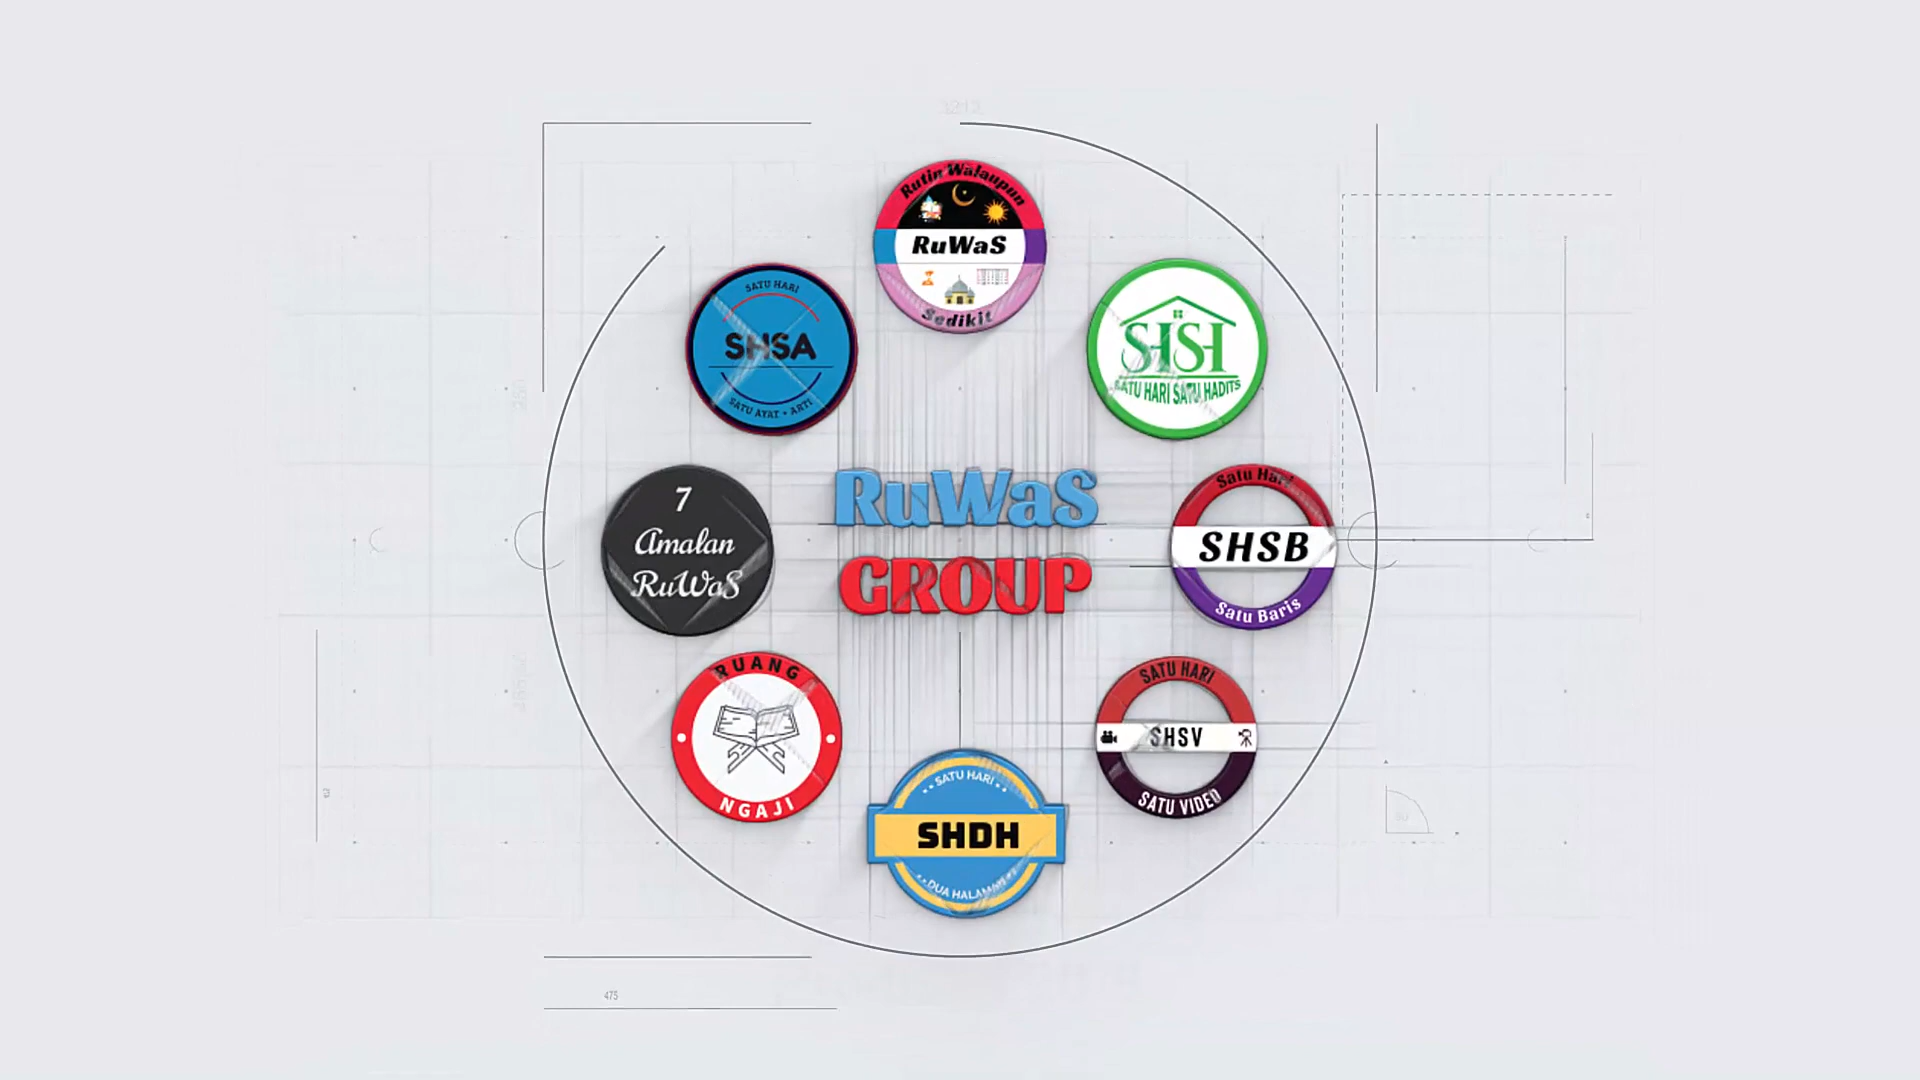 Rutin Walaupun
RuWaS
Sedikit
SATU HARI
SHSA
SATU AYAT • ARTI
SHSH
SATU HARI SATU HADITS
7
Amalan
RuWaS
RuWaS
GROUP
Satu Hari
SHSB
Satu Baris
RUANG
NGAJI
SATU HARI
SHSV
SATU VIDEO
SATU HARI
SHDH
DUA HALAMAN
475